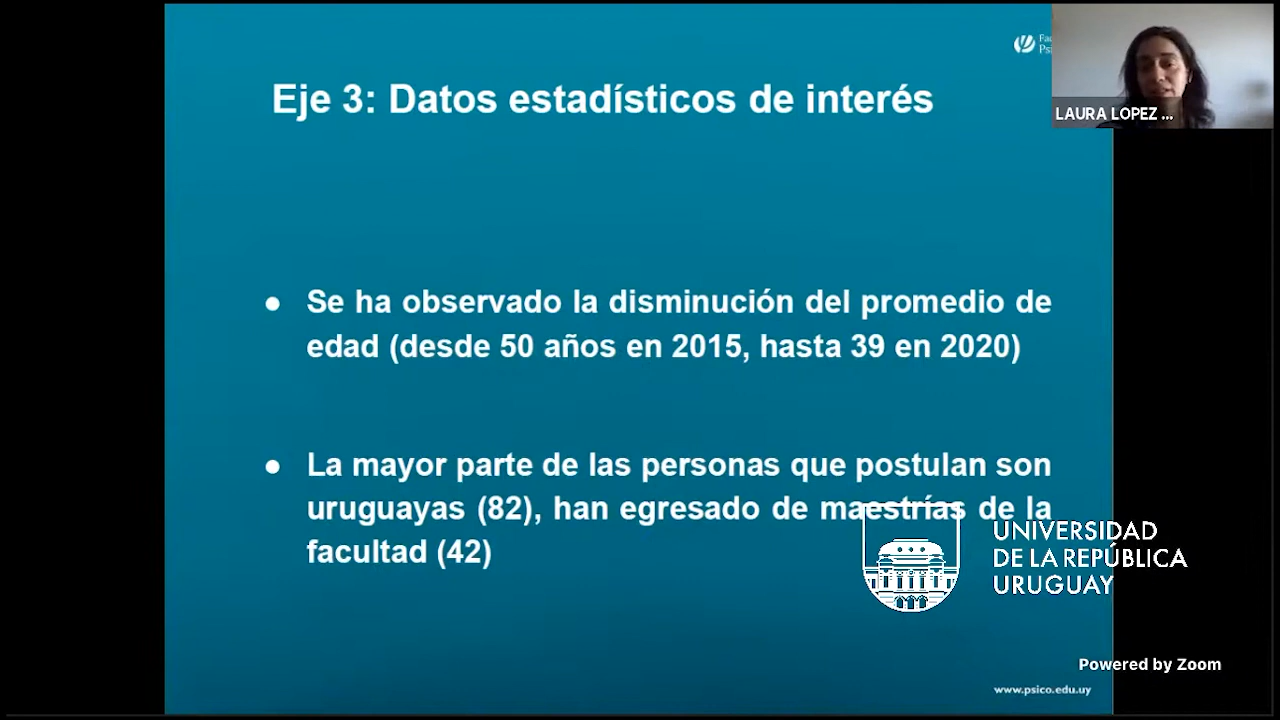 Eje 3: Datos estadísticos de interés
LAURA LOPEZ ...
● Se ha observado la disminución del promedio de
edad (desde 50 años en 2015, hasta 39 en 2020)
● La mayor parte de las personas que postulan son
uruguayas (82), han egresado de maestrías de la
facultad (42)
UNIVERSIDAD
DE LA REPÚBLICA
URUGUAY
Powered by Zoom
www.psico.edu.uy